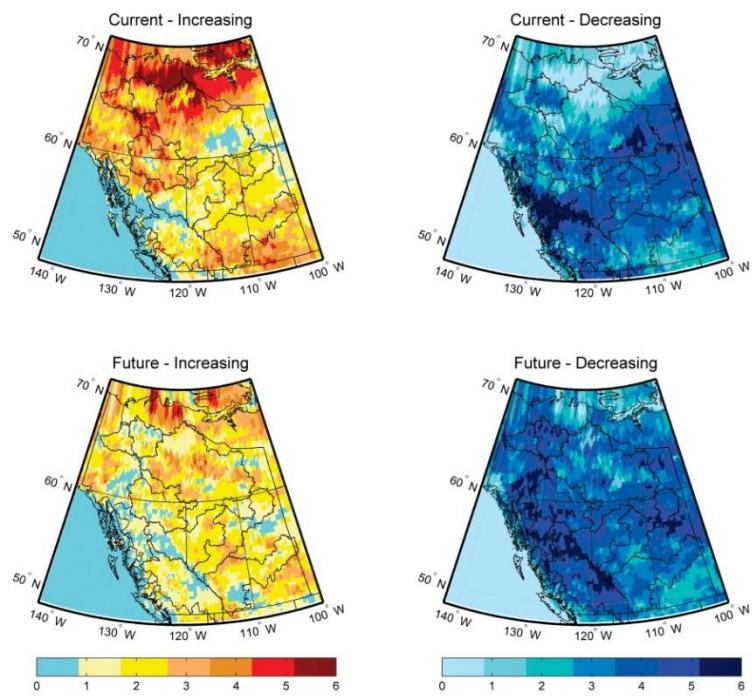 Current - Increasing
70° N
60° N
50° N
140° W
130° W
120° W
110° W
100° W
Current - Decreasing
70° N
60° N
50° N
140° W
130° W
120° W
110° W
100° W
Future - Increasing
70° N
60° N
50° N
140° W
130° W
120° W
110° W
100° W
Future - Decreasing
70° N
60° N
50° N
140° W
130° W
120° W
110° W
100° W
0 1 2 3 4 5 6
0 1 2 3 4 5 6